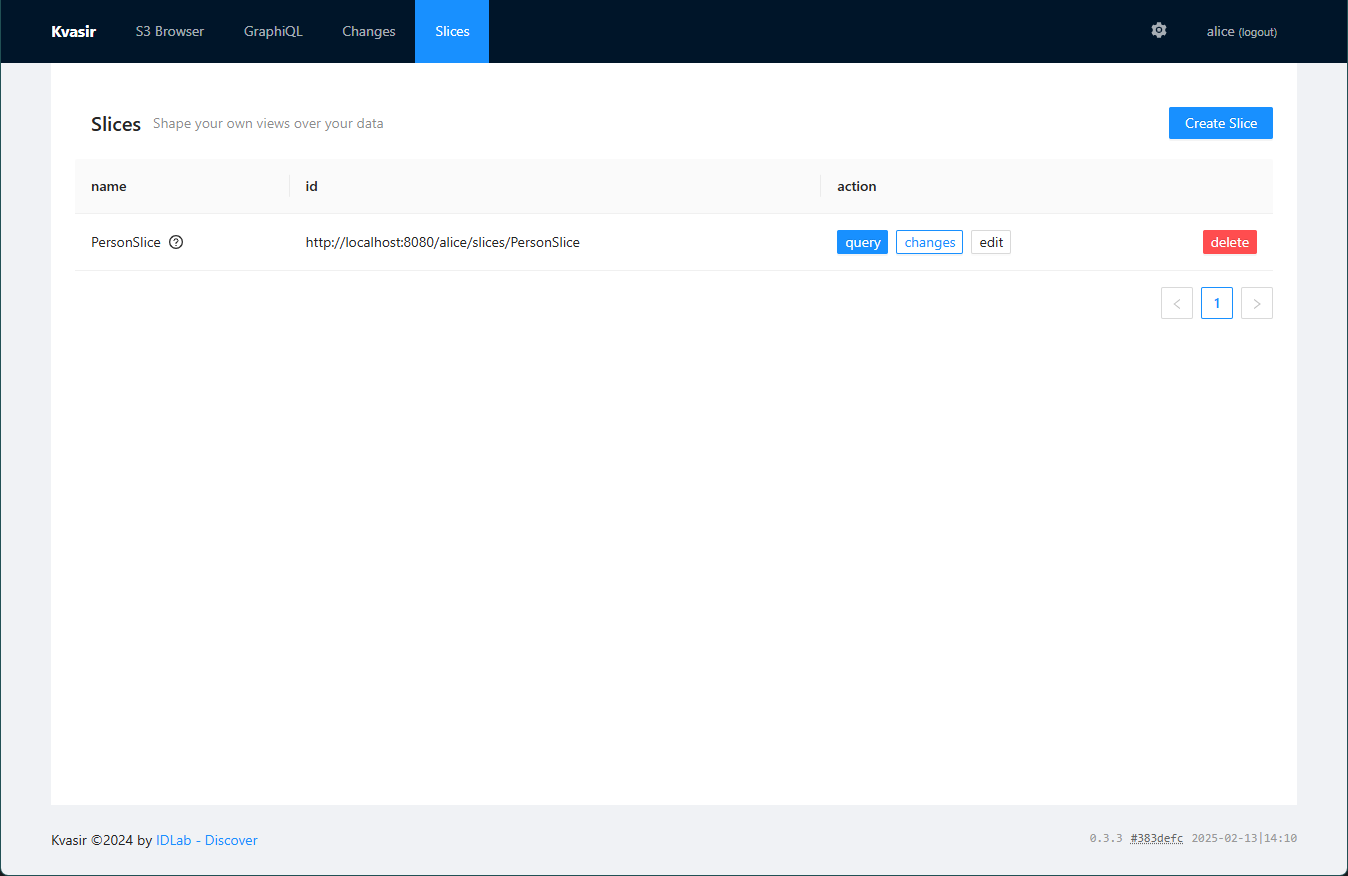 Kvasir S3 Browser GraphiQL Changes Slices alice (logout)
Slices Shape your own views over your data Create Slice
name id action
PersonSlice http://localhost:8080/alice/slices/PersonSlice query changes edit delete
< 1 >
Kvasir ©2024 by IDLab - Discover 0.3.3 #383defc 2025-02-13|14:10